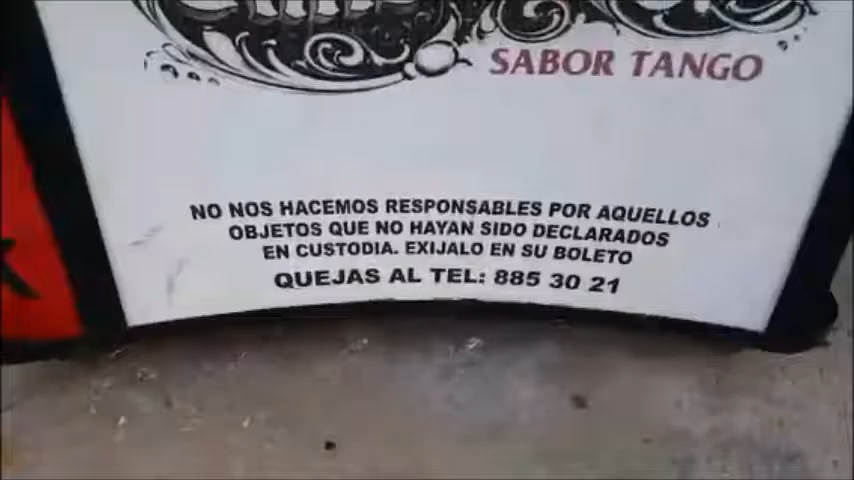 SABOR TANGO
NO NOS HACEMOS RESPONSABLES POR AQUELLOS
OBJETOS QUE NO HAYAN SIDO DECLARADOS
EN CUSTODIA. EXIJALO EN SU BOLETO
QUEJAS AL TEL: 885 30 21